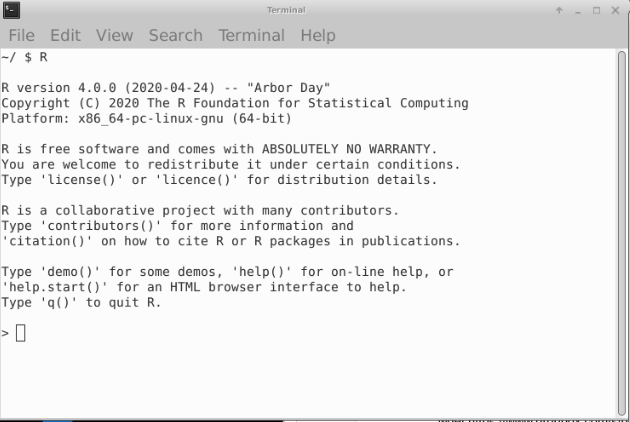 Terminal
File Edit View Search Terminal Help
~/ $ R
R version 4.0.0 (2020-04-24) -- "Arbor Day"
Copyright (C) 2020 The R Foundation for Statistical Computing
Platform: x86_64-pc-linux-gnu (64-bit)
R is free software and comes with ABSOLUTELY NO WARRANTY.
You are welcome to redistribute it under certain conditions.
Type 'license()' or 'licence()' for distribution details.
R is a collaborative project with many contributors.
Type 'contributors()' for more information and
'citation()' on how to cite R or R packages in publications.
Type 'demo()' for some demos, 'help()' for on-line help, or
'help.start()' for an HTML browser interface to help.
Type 'q()' to quit R.
>